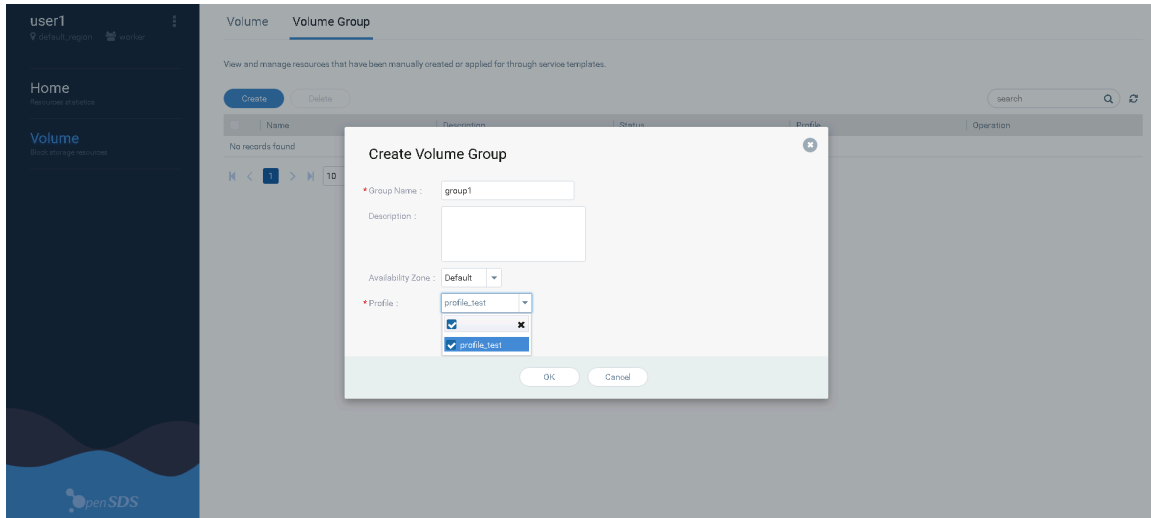 user1
default_region worker
Home
Resources statistics
Volume
Block storage resources
OpenSDS
Volume Volume Group
View and manage resources that have been manually created or applied for through service templates.
Create Delete
search
Name Description Status Profile Operation
No records found
1 10
Create Volume Group
* Group Name : group1
Description :
Availability Zone : Default
* Profile : profile_test
profile_test
OK Cancel